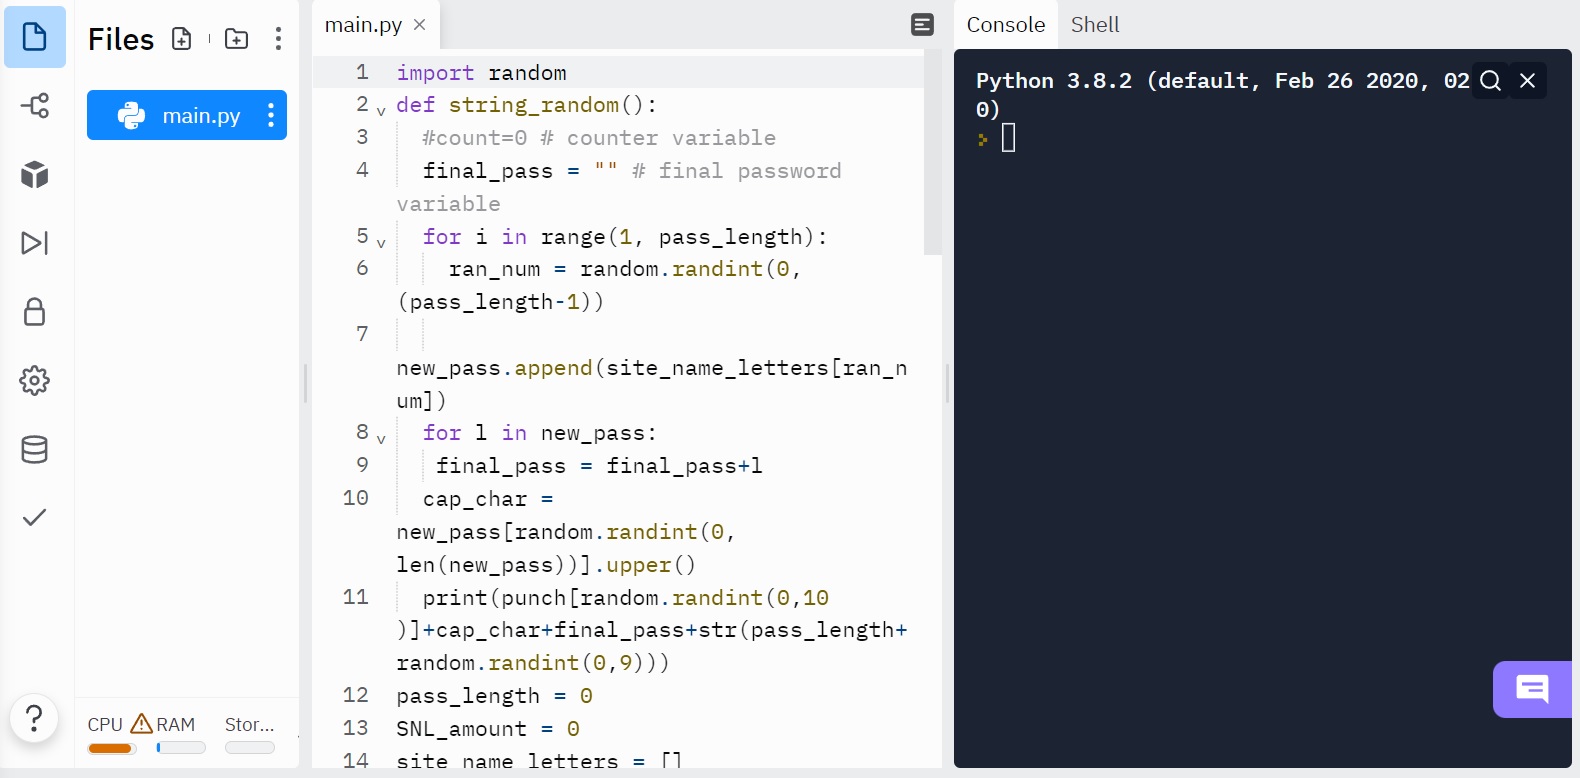 Files
main.py
CPU RAM Stor...
main.py
1 import random
2 def string_random():
3 #count=0 # counter variable
4 final_pass = "" # final password
variable
5 for i in range(1, pass_length):
6 ran_num = random.randint(0,
(pass_length-1))
7
new_pass.append(site_name_letters[ran_n
um])
8 for l in new_pass:
9 final_pass = final_pass+l
10 cap_char =
new_pass[random.randint(0,
len(new_pass))].upper()
11 print(punch[random.randint(0,10
)]+cap_char+final_pass+str(pass_length+
random.randint(0,9)))
12 pass_length = 0
13 SNL_amount = 0
14 site_name_letters = []
Console Shell
Python 3.8.2 (default, Feb 26 2020, 02
0)